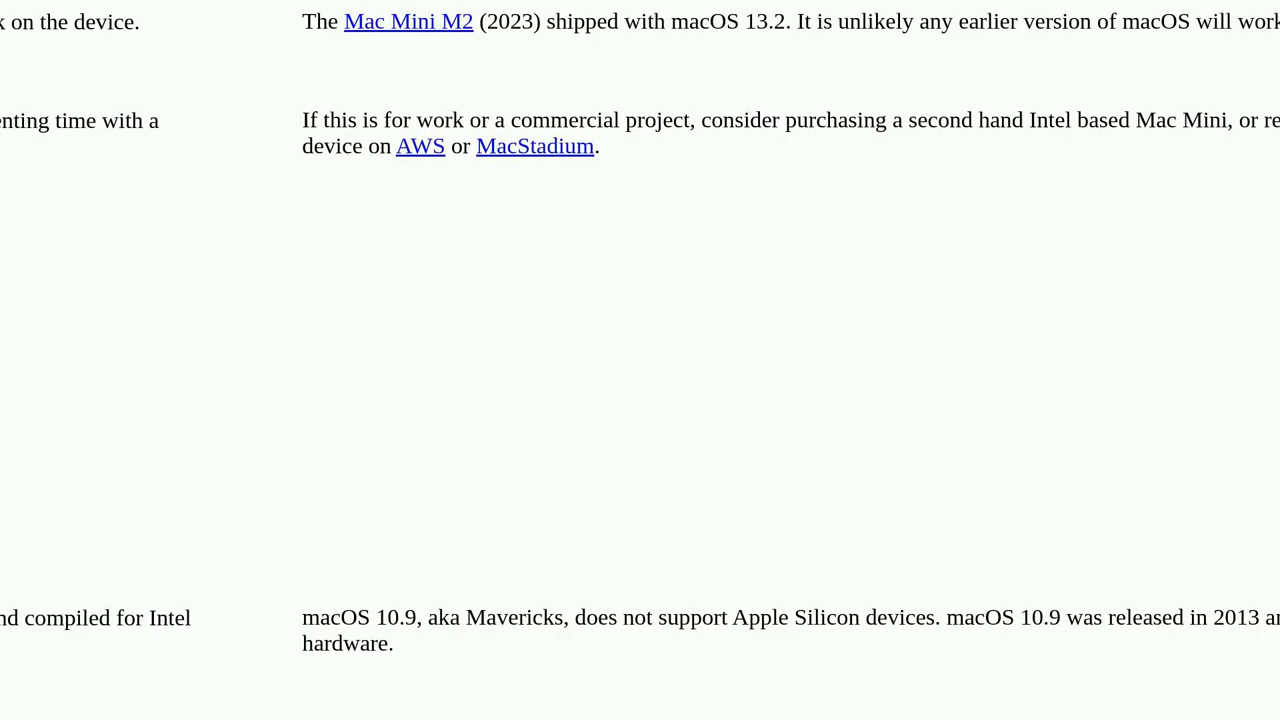 k on the device.
The Mac Mini M2 (2023) shipped with macOS 13.2. It is unlikely any earlier version of macOS will work
enting time with a
If this is for work or a commercial project, consider purchasing a second hand Intel based Mac Mini, or re
device on AWS or MacStadium.
nd compiled for Intel
macOS 10.9, aka Mavericks, does not support Apple Silicon devices. macOS 10.9 was released in 2013 an
hardware.